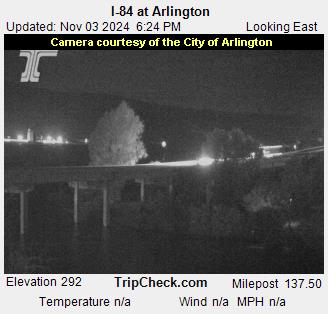 I-84 at Arlington
Updated: Nov 03 2024 6:24 PM Looking East
Camera courtesy of the City of Arlington
Elevation 292 TripCheck.com Milepost 137.50
Temperature n/a Wind n/a MPH n/a